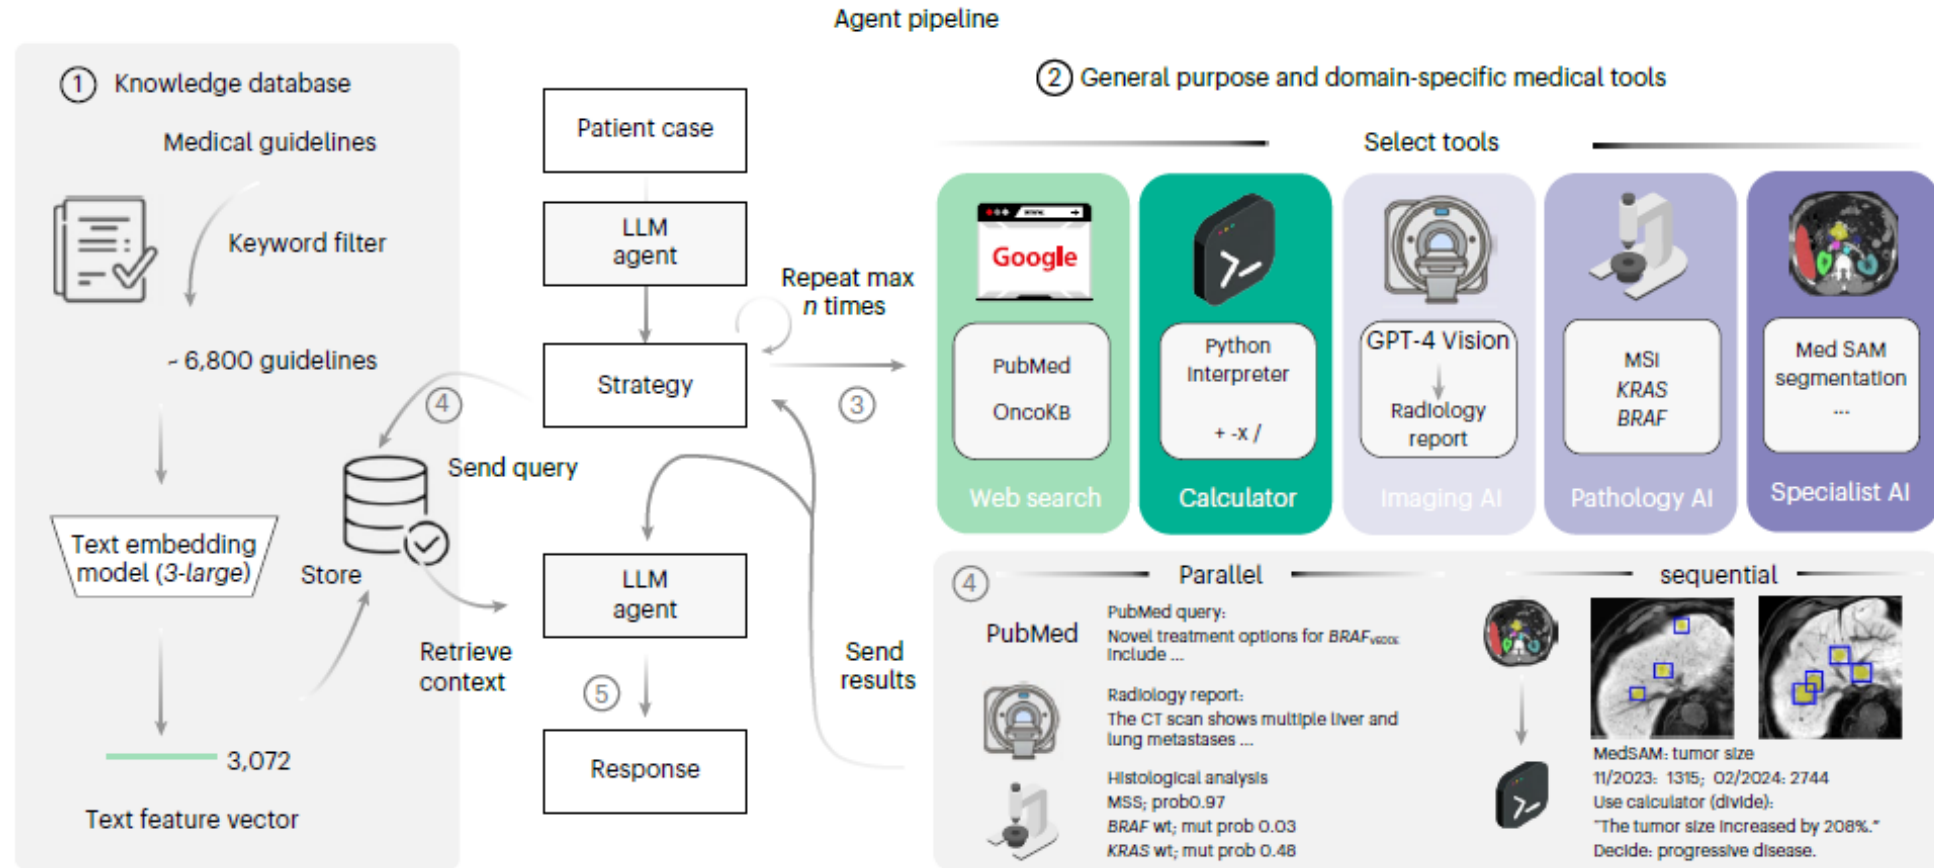 Agent pipeline
1 Knowledge database
Medical guidelines
Keyword filter
~ 6,800 guidelines
Text embedding
model (3-large)
Store
3,072
Text feature vector
Patient case
LLM
agent
Repeat max
n times
Strategy
3
4
Send query
LLM
agent
Retrieve
context
Send
results
5
Response
2 General purpose and domain-specific medical tools
Select tools
Google
PubMed
OncoKB
Web search
Python
interpreter
+ -x /
Calculator
GPT-4 Vision
Radiology
report
Imaging AI
MSI
KRAS
BRAF
Pathology AI
Med SAM
segmentation
...
Specialist AI
4
Parallel
PubMed
PubMed query:
Novel treatment options for BRAF V600E
Include ...
Radiology report:
The CT scan shows multiple liver and
lung metastases ...
Histological analysis
MSS; prob0.97
BRAF wt; mut prob 0.03
KRAS wt; mut prob 0.48
sequential
MedSAM: tumor size
11/2023: 1315; 02/2024: 2744
Use calculator (divide):
"The tumor size increased by 208%."
Decide: progressive disease.